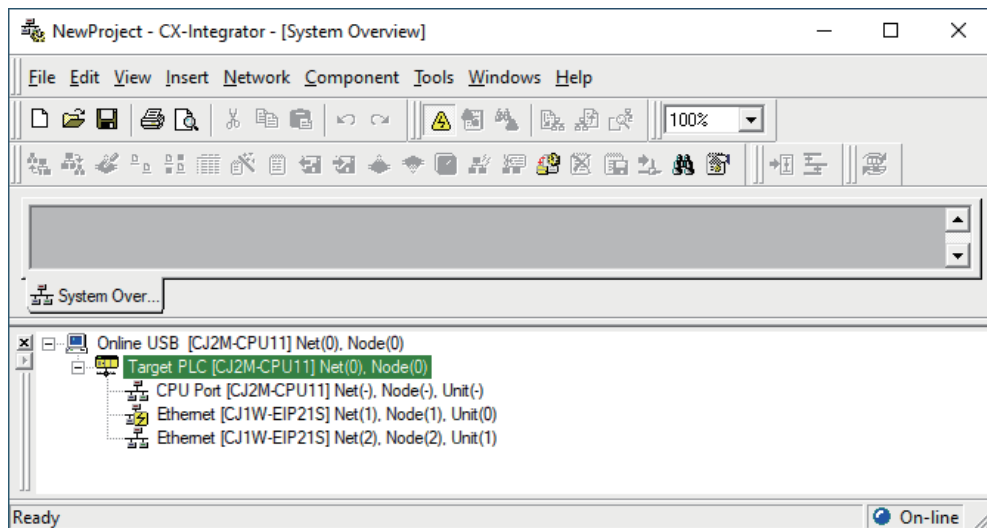 NewProject - CX-Integrator - [System Overview]
File Edit View Insert Network Component Tools Windows Help
100%
System Over...
Online USB [CJ2M-CPU11] Net(0), Node(0)
Target PLC [CJ2M-CPU11] Net(0), Node(0)
CPU Port [CJ2M-CPU11] Net(-), Node(-), Unit(-)
Ethernet [CJ1W-EIP21S] Net(1), Node(1), Unit(0)
Ethernet [CJ1W-EIP21S] Net(2), Node(2), Unit(1)
Ready On-line